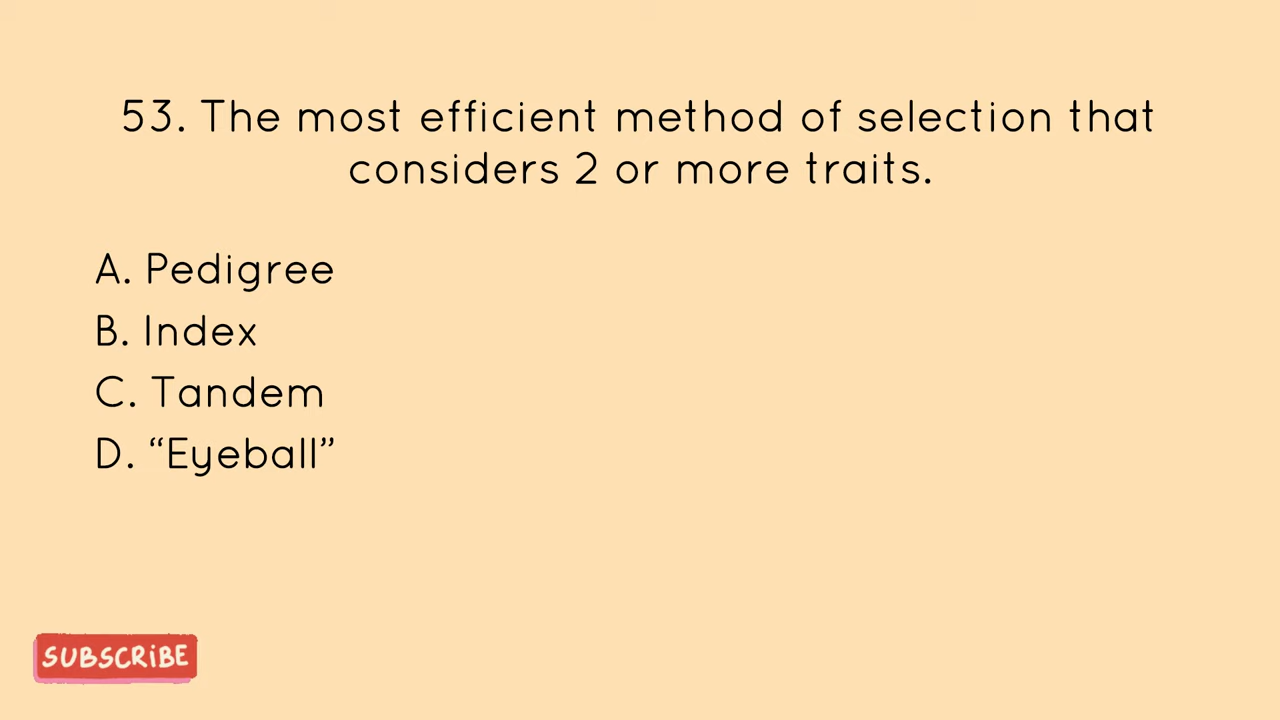 53. The most efficient method of selection that
considers 2 or more traits.
A. Pedigree
B. Index
C. Tandem
D. “Eyeball”
SUBSCRiBE